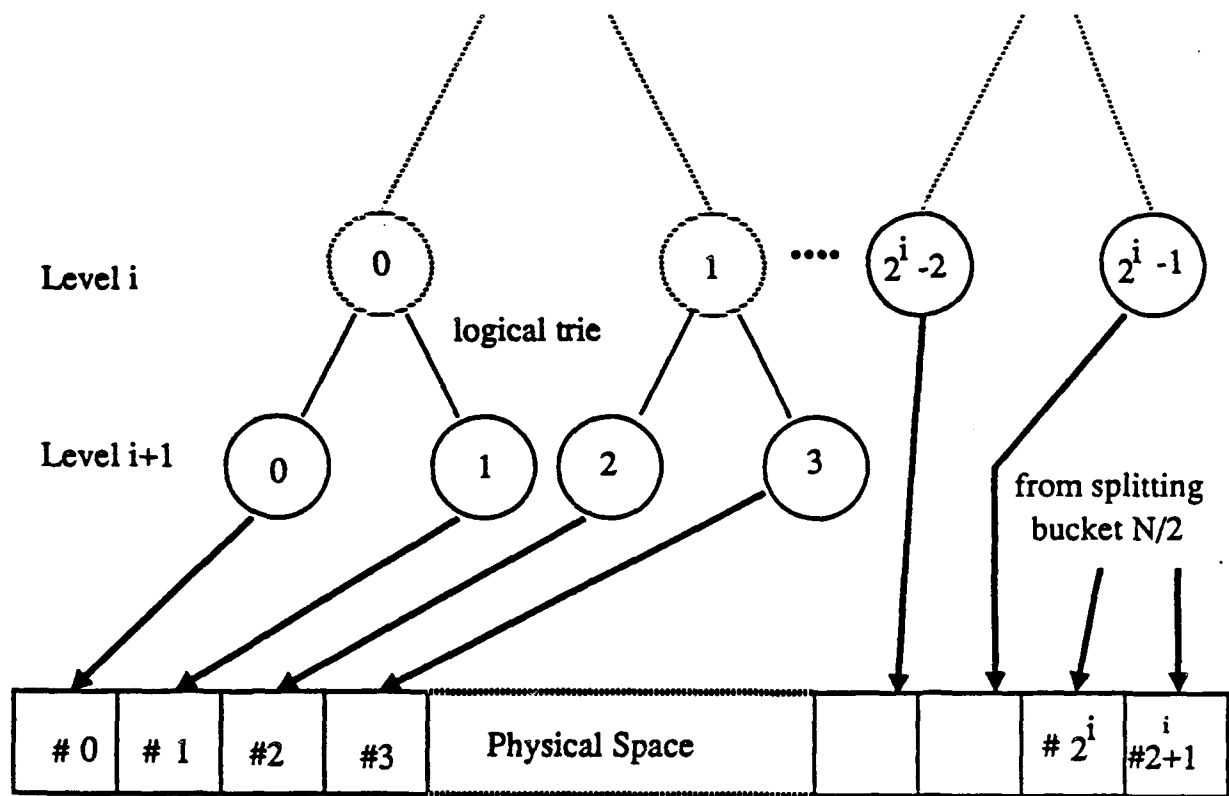 Level i
0
1
....
2^i -2
2^i -1
logical trie
Level i+1
0
1
2
3
from splitting
bucket N/2
# 0
# 1
#2
#3
Physical Space
# 2^i
#2^i+1